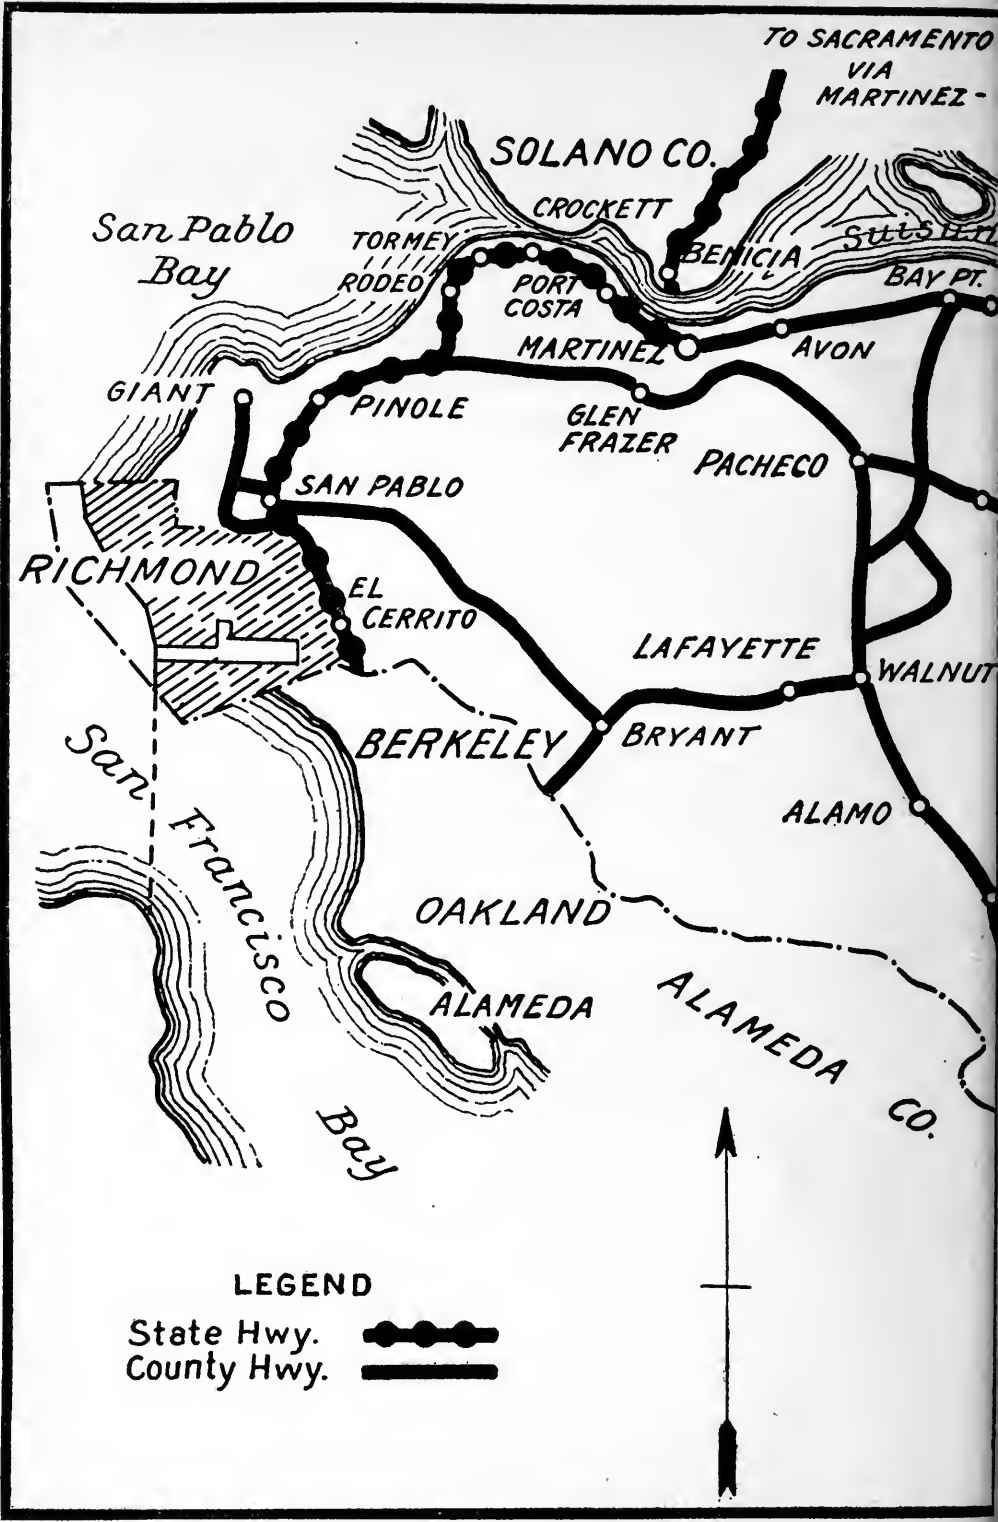 TO SACRAMENTO
VIA
MARTINEZ -
SOLANO CO.
San Pablo
Bay
CROCKETT
TORMEY
BENICIA
Suisun
RODEO
PORT
COSTA
BAY PT.
MARTINEZ
AVON
GIANT
PINOLE
GLEN
FRAZER
PACHECO
SAN PABLO
RICHMOND
EL
CERRITO
LAFAYETTE
WALNUT
BERKELEY
BRYANT
ALAMO
San
Francisco
Bay
OAKLAND
ALAMEDA
ALAMEDA
CO.
LEGEND
State Hwy.
County Hwy.